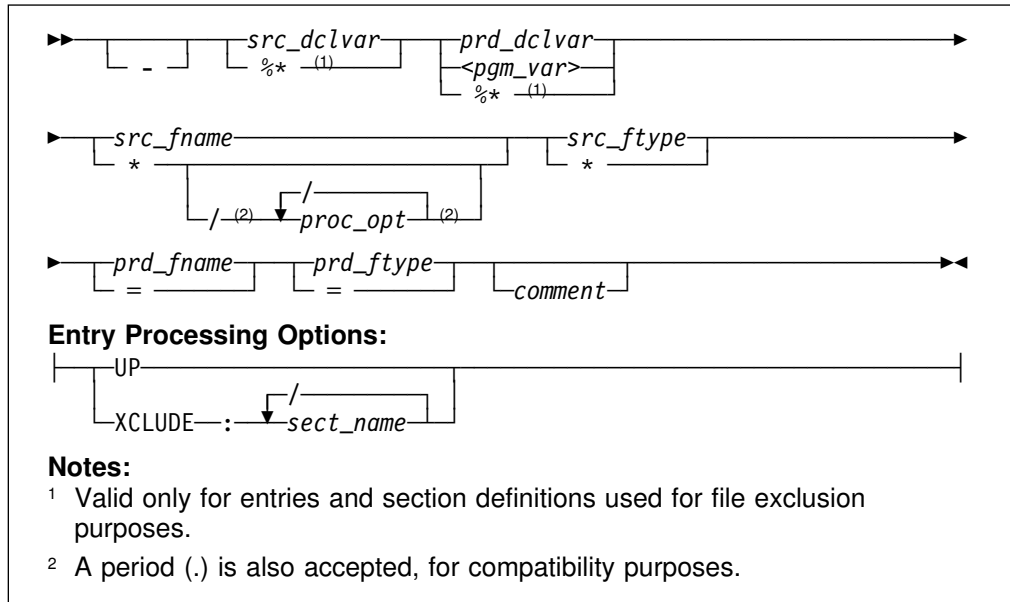 src_dclvar prd_dclvar
- %* (1) <pgm_var>
%* (1)
src_fname src_ftype
* *
/
/ (2) proc_opt (2)
prd_fname prd_ftype
= = comment
Entry Processing Options:
UP
/
XCLUDE : sect_name
Notes:
1 Valid only for entries and section definitions used for file exclusion
purposes.
2 A period (.) is also accepted, for compatibility purposes.